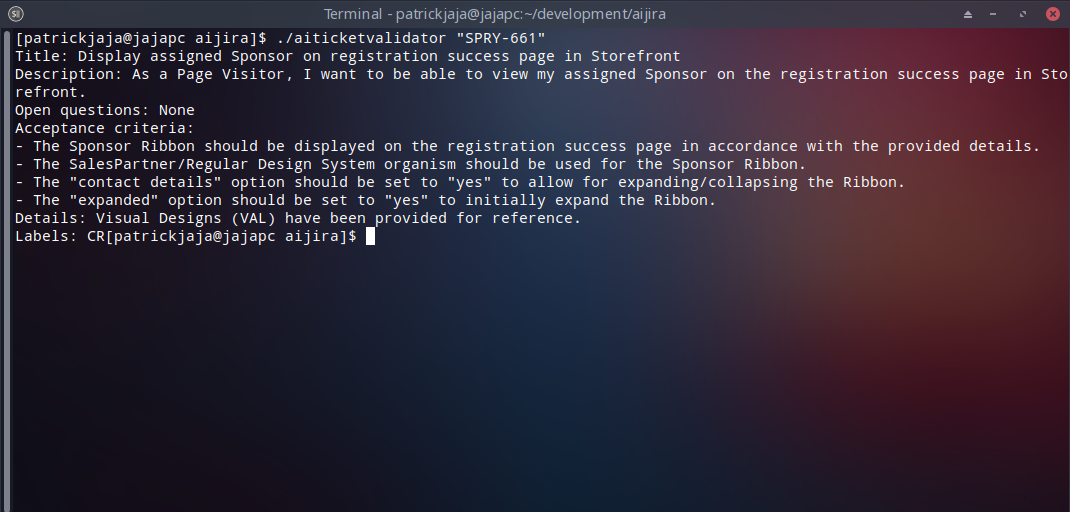 Terminal - patrickjaja@jajapc:~/development/aijira
[patrickjaja@jajapc aijira]$ ./aiticketvalidator "SPRY-661"
Title: Display assigned Sponsor on registration success page in Storefront
Description: As a Page Visitor, I want to be able to view my assigned Sponsor on the registration success page in Sto
refront.
Open questions: None
Acceptance criteria:
- The Sponsor Ribbon should be displayed on the registration success page in accordance with the provided details.
- The SalesPartner/Regular Design System organism should be used for the Sponsor Ribbon.
- The "contact details" option should be set to "yes" to allow for expanding/collapsing the Ribbon.
- The "expanded" option should be set to "yes" to initially expand the Ribbon.
Details: Visual Designs (VAL) have been provided for reference.
Labels: CR[patrickjaja@jajapc aijira]$